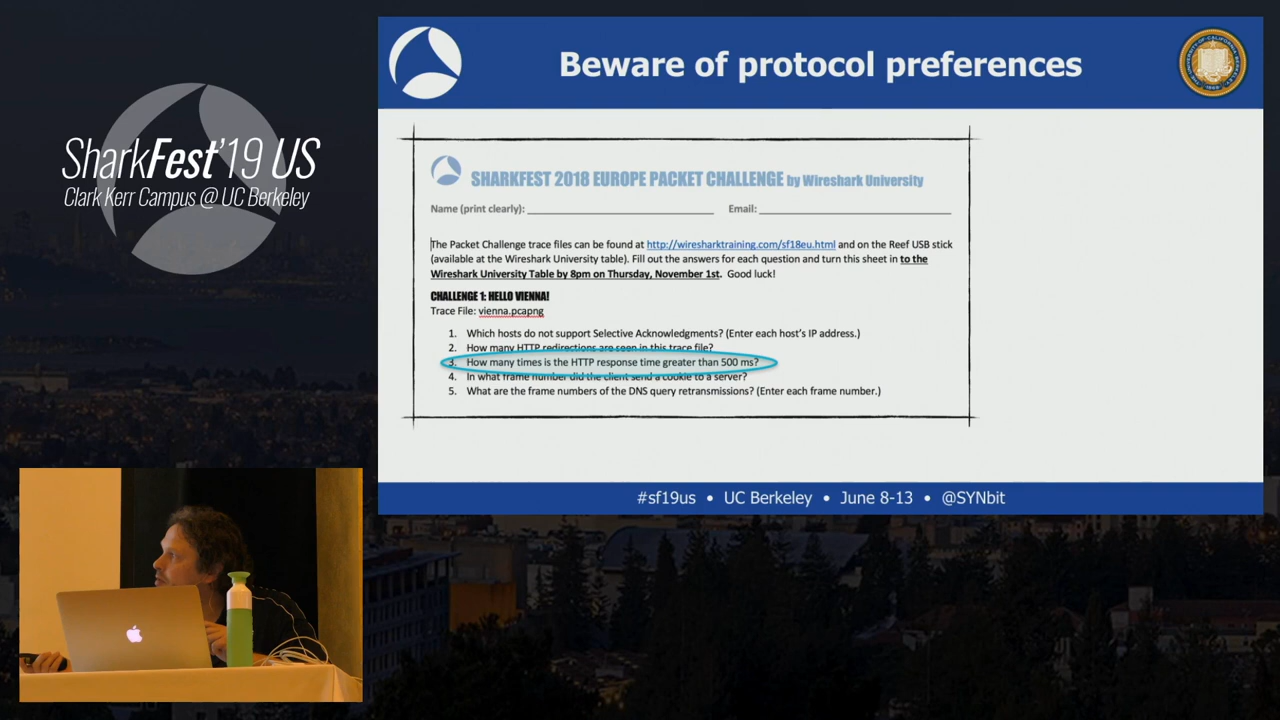 SharkFest'19 US
Clark Kerr Campus @ UC Berkeley
Beware of protocol preferences
SHARKFEST 2018 EUROPE PACKET CHALLENGE by Wireshark University
Name (print clearly): Email:
The Packet Challenge trace files can be found at http://wiresharktraining.com/sf18eu.html and on the Reef USB stick
(available at the Wireshark University table). Fill out the answers for each question and turn this sheet in to the
Wireshark University Table by 8pm on Thursday, November 1st. Good luck!
CHALLENGE 1: HELLO VIENNA!
Trace File: vienna.pcapng
1. Which hosts do not support Selective Acknowledgments? (Enter each host's IP address.)
2. How many HTTP redirections are seen in this trace file?
3. How many times is the HTTP response time greater than 500 ms?
4. In what frame number did the client send a cookie to a server?
5. What are the frame numbers of the DNS query retransmissions? (Enter each frame number.)
#sf19us • UC Berkeley • June 8-13 • @SYNbit